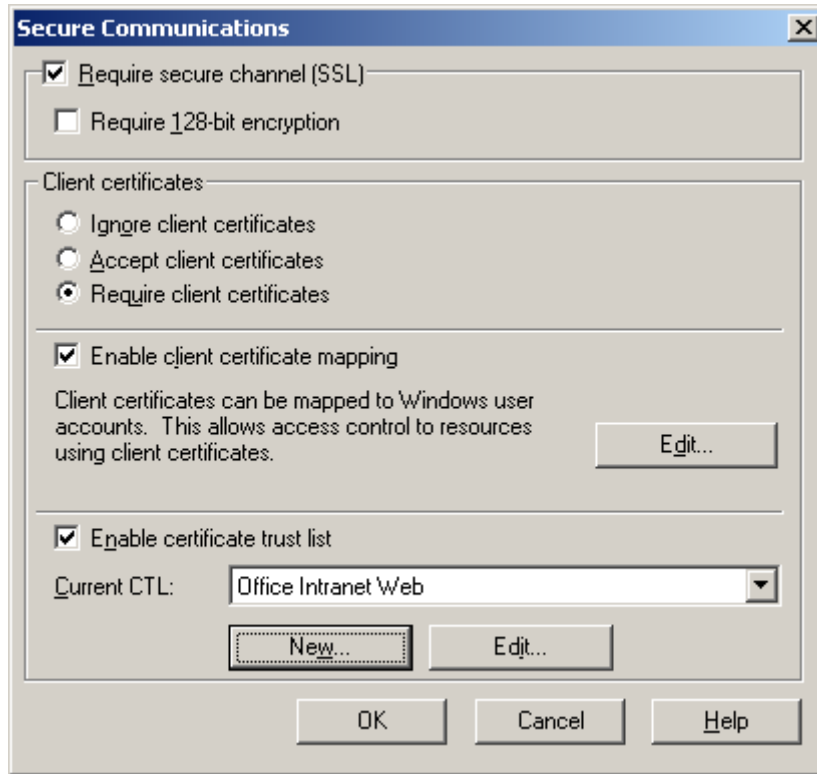 Secure Communications
Require secure channel (SSL)
Require 128-bit encryption
Client certificates
Ignore client certificates
Accept client certificates
Require client certificates
Enable client certificate mapping
Client certificates can be mapped to Windows user
accounts.  This allows access control to resources
using client certificates.
Edit...
Enable certificate trust list
Current CTL:
Office Intranet Web
New...
Edit...
OK
Cancel
Help